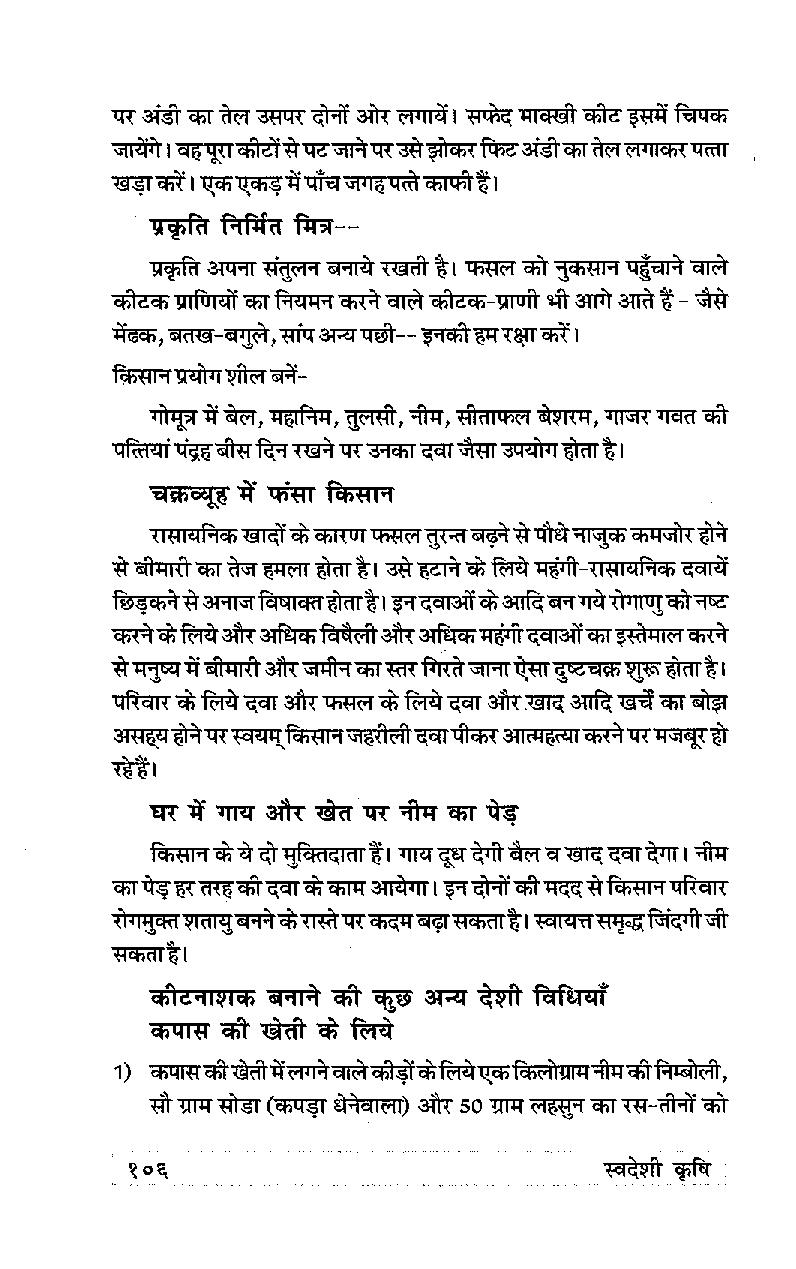 पर अंडी का तेल उसपर दोनों ओर लगायें। सफेद माक्खी कीट इसमें चिपक
जायेंगे। वह पूरा कीटों से पट जाने पर उसे झोकर फिट अंडी का तेल लगाकर पत्ता
खड़ा करें। एक एकड़ में पाँच जगह पत्ते काफी हैं।
प्रकृति निर्मित मित्र--
प्रकृति अपना संतुलन बनाये रखती है। फसल को नुकसान पहुँचाने वाले
कीटक प्राणियों का नियमन करने वाले कीटक-प्राणी भी आगे आते हैं - जैसे
मेंढक, बतख-बगुले, सांप अन्य पछी-- इनकी हम रक्षा करें।
किसान प्रयोग शील बनें-
गोमूत्र में बेल, महानिम, तुलसी, नीम, सीताफल बेशरम, गाजर गवत की
पत्तियां पंद्रह बीस दिन रखने पर उनका दवा जैसा उपयोग होता है।
चक्रव्यूह में फंसा किसान
रासायनिक खादों के कारण फसल तुरन्त बढ़ने से पौधे नाजुक कमजोर होने
से बीमारी का तेज हमला होता है। उसे हटाने के लिये महंगी-रासायनिक दवायें
छिड़कने से अनाज विषाक्त होता है। इन दवाओं के आदि बन गये रोगाणु को नष्ट
करने के लिये और अधिक विषैली और अधिक महंगी दवाओं का इस्तेमाल करने
से मनुष्य में बीमारी और जमीन का स्तर गिरते जाना ऐसा दुष्टचक्र शुरू होता है।
परिवार के लिये दवा और फसल के लिये दवा और खाद आदि खर्चे का बोझ
असह्य होने पर स्वयम् किसान जहरीली दवा पीकर आत्महत्या करने पर मजबूर हो
रहे हैं।
घर में गाय और खेत पर नीम का पेड़
किसान के ये दो मुक्तिदाता हैं। गाय दूध देगी बैल व खाद दवा देगा। नीम
का पेड़ हर तरह की दवा के काम आयेगा। इन दोनों की मदद से किसान परिवार
रोगमुक्त शतायु बनने के रास्ते पर कदम बढ़ा सकता है। स्वायत्त समृद्ध जिंदगी जी
सकता है।
कीटनाशक बनाने की कुछ अन्य देशी विधियाँ
कपास की खेती के लिये
1) कपास की खेती में लगने वाले कीड़ों के लिये एक किलोग्राम नीम की निम्बोली,
सौ ग्राम सोडा (कपड़ा धेनेवाला) और 50 ग्राम लहसुन का रस-तीनों को
१०६ स्वदेशी कृषि